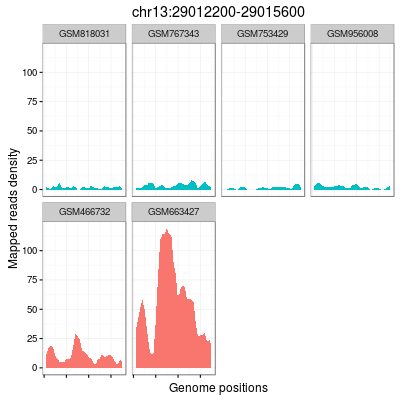 chr13:29012200-29015600
GSM818031 GSM767343 GSM753429 GSM956008
100
75
50
25
0
GSM466732 GSM663427
100
75
50
25
0
Mapped reads density
Genome positions